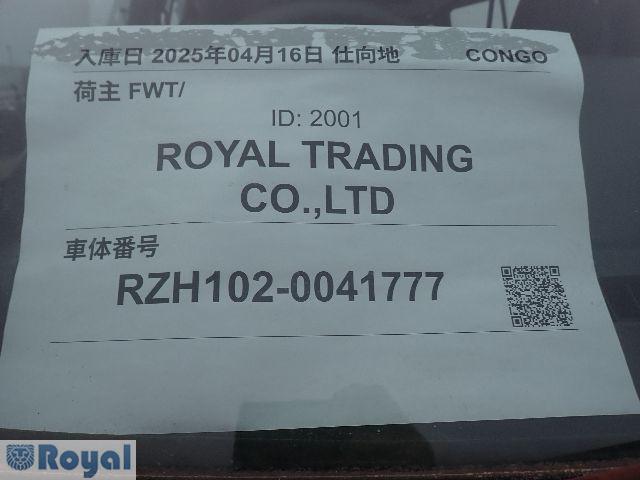 入庫日 2025年04月16日 仕向地 CONGO
荷主 FWT/
ID: 2001
ROYAL TRADING
CO.,LTD
車体番号
RZH102-0041777
Royal